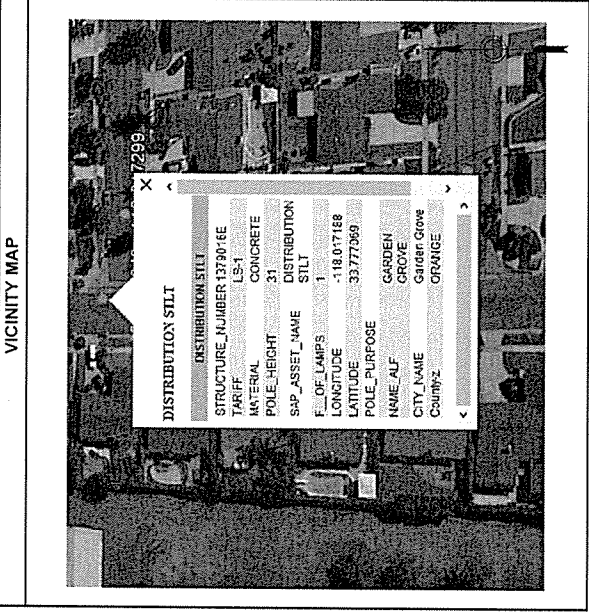 VICINITY MAP
7299
DISTRIBUTION STLT
DISTRIBUTION STLT
STRUCTURE_NUMBER 1379016E
TARIFF LS-1
MATERIAL CONCRETE
POLE_HEIGHT 31
SAP_ASSET_NAME DISTRIBUTION
STLT
F__OF_LAMPS 1
LONGITUDE -118.017188
LATITUDE 33.777069
POLE_PURPOSE
NAME_ALF GARDEN
GROVE
CITY_NAME Garden Grove
County-z ORANGE